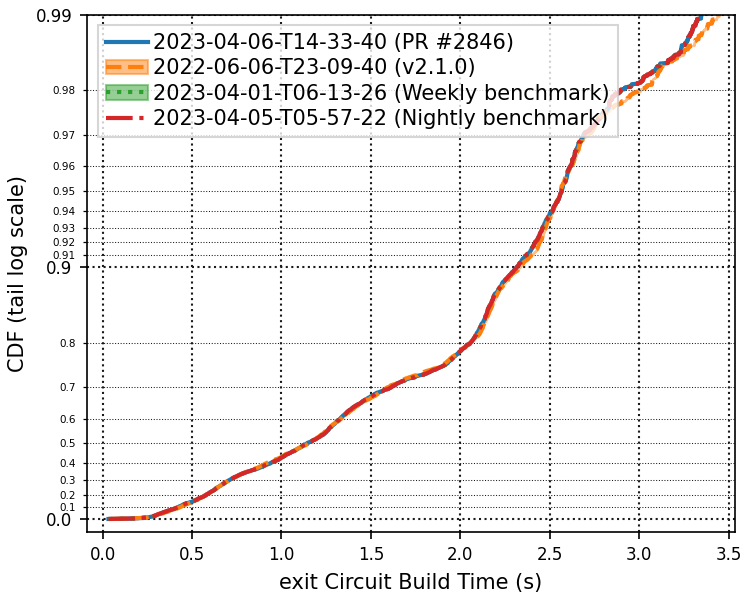 0.99
2023-04-06-T14-33-40 (PR #2846)
2022-06-06-T23-09-40 (v2.1.0)
2023-04-01-T06-13-26 (Weekly benchmark)
2023-04-05-T05-57-22 (Nightly benchmark)
0.98
0.97
0.96
0.95
0.94
0.93
0.92
0.91
0.9
0.8
0.7
0.6
0.5
0.4
0.3
0.2
0.1
0.0
CDF (tail log scale)
0.0 0.5 1.0 1.5 2.0 2.5 3.0 3.5
exit Circuit Build Time (s)